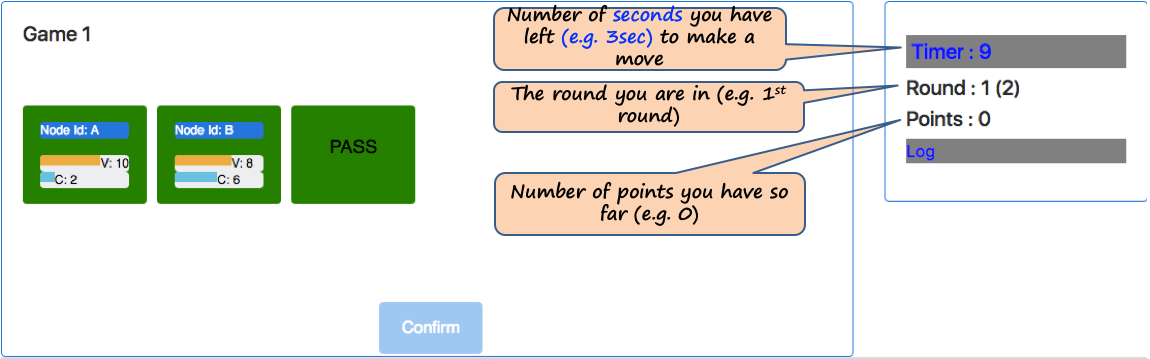 Game 1
Node Id: A
V: 10
C: 2
Node Id: B
V: 8
C: 6
PASS
Confirm
Number of seconds you have
left (e.g. 3sec) to make a
move
The round you are in (e.g. 1st
round)
Number of points you have so
far (e.g. 0)
Timer : 9
Round : 1 (2)
Points : 0
Log